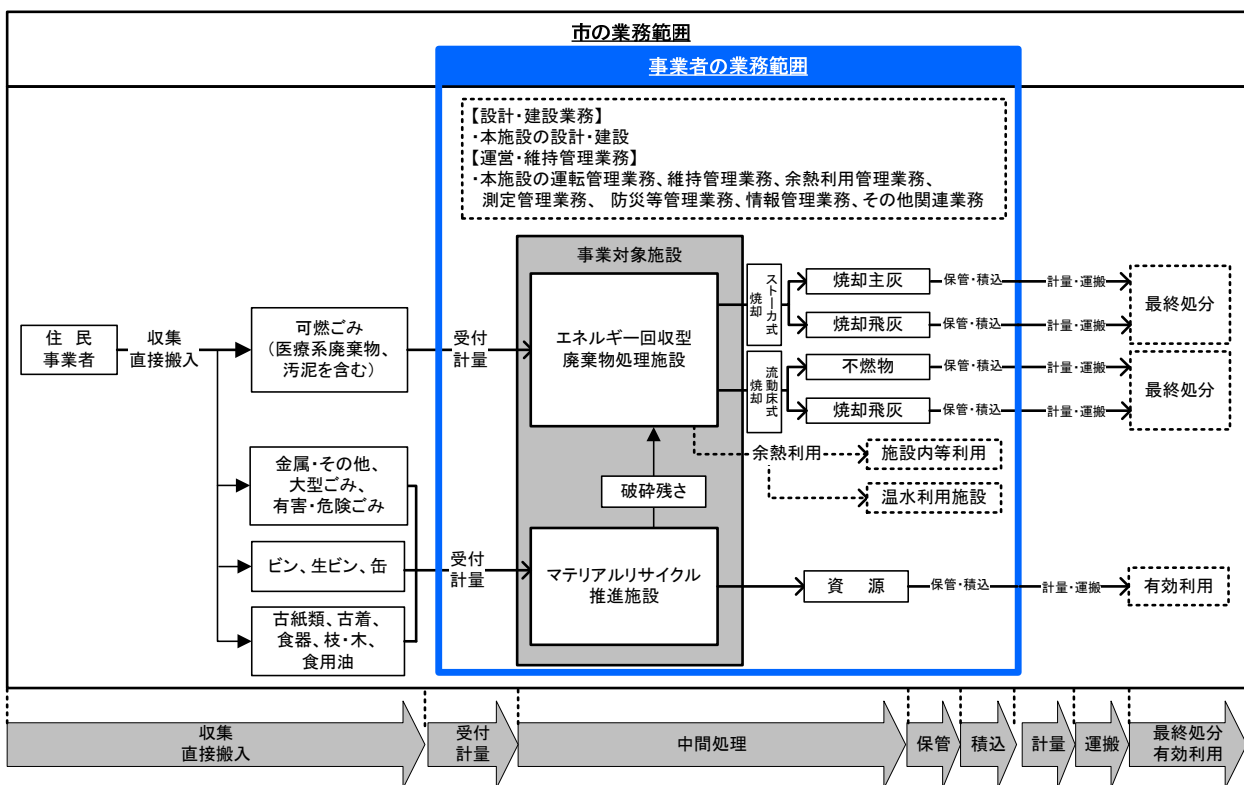 市の業務範囲
事業者の業務範囲
【設計・建設業務】
・本施設の設計・建設
【運営・維持管理業務】
・本施設の運転管理業務、維持管理業務、余熱利用管理業務、
測定管理業務、 防災等管理業務、情報管理業務、その他関連業務
住 民
事業者
収集
直接搬入
可燃ごみ
（医療系廃棄物、
汚泥を含む）
金属・その他、
大型ごみ、
有害・危険ごみ
ビン、生ビン、缶
古紙類、古着、
食器、枝・木、
食用油
受付
計量
受付
計量
事業対象施設
エネルギー回収型
廃棄物処理施設
破砕残さ
マテリアルリサイクル
推進施設
ストーカ式
焼却
焼却主灰
保管・積込
計量・運搬
焼却飛灰
保管・積込
計量・運搬
最終処分
流動床式
焼却
不燃物
保管・積込
計量・運搬
焼却飛灰
保管・積込
計量・運搬
最終処分
余熱利用
施設内等利用
温水利用施設
資 源
保管・積込
計量・運搬
有効利用
収集
直接搬入
受付
計量
中間処理
保管
積込
計量
運搬
最終処分
有効利用